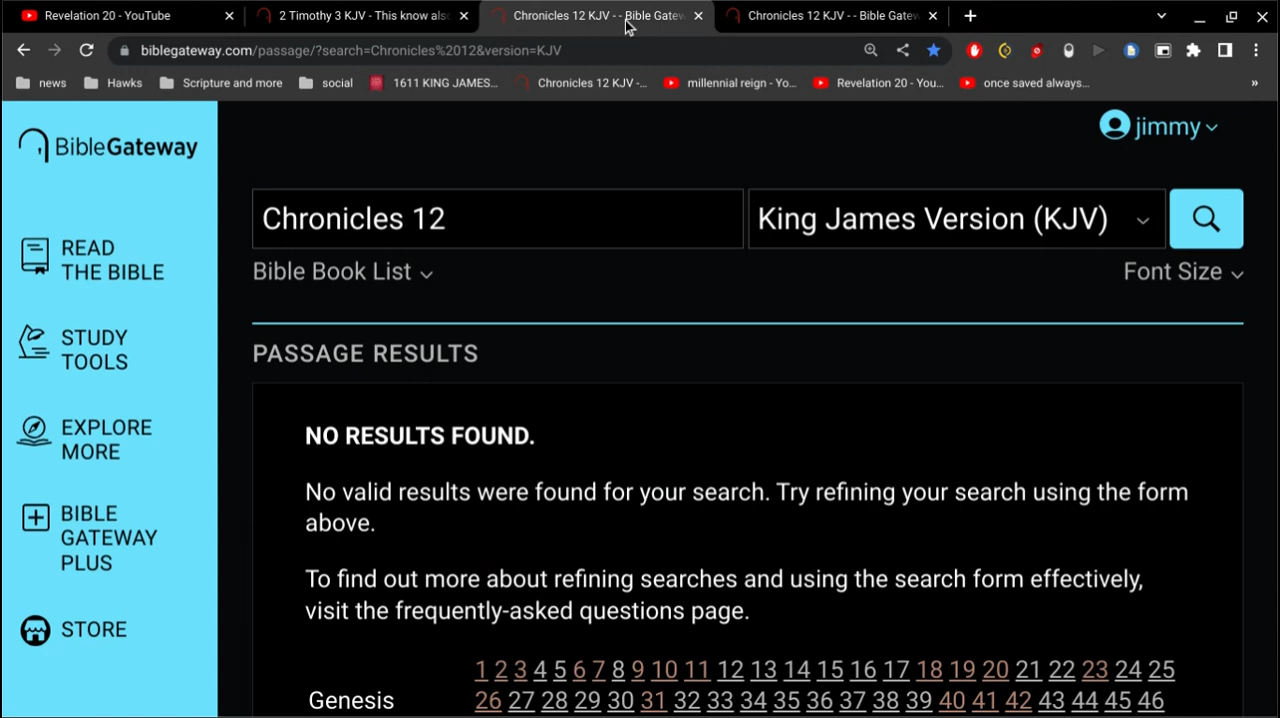 Revelation 20 - YouTube
2 Timothy 3 KJV - This know als
Chronicles 12 KJV - - Bible Gatew
Chronicles 12 KJV - - Bible Gatew
biblegateway.com/passage/?search=Chronicles%2012&version=KJV
news
Hawks
Scripture and more
social
1611 KING JAMES...
Chronicles 12 KJV -...
millennial reign - Yo...
Revelation 20 - You...
once saved always...
»
BibleGateway
jimmy
Chronicles 12
King James Version (KJV)
Bible Book List
Font Size
READ
THE BIBLE
STUDY
TOOLS
EXPLORE
MORE
BIBLE
GATEWAY
PLUS
STORE
PASSAGE RESULTS
NO RESULTS FOUND.
No valid results were found for your search. Try refining your search using the form
above.
To find out more about refining searches and using the search form effectively,
visit the frequently-asked questions page.
Genesis
1 2 3 4 5 6 7 8 9 10 11 12 13 14 15 16 17 18 19 20 21 22 23 24 25
26 27 28 29 30 31 32 33 34 35 36 37 38 39 40 41 42 43 44 45 46